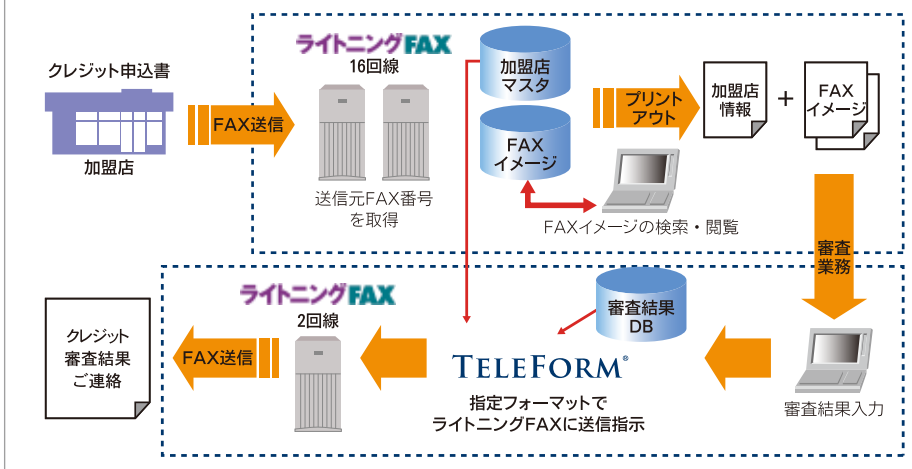 クレジット申込書
加盟店
FAX送信
ライトニングFAX
16回線
送信元FAX番号
を取得
加盟店
マスタ
FAX
イメージ
FAXイメージの検索・閲覧
プリント
アウト
加盟店
情報
+
FAX
イメージ
審査
業務
審査結果入力
審査結果
DB
TELEFORM®
指定フォーマットで
ライトニングFAXに送信指示
ライトニングFAX
2回線
FAX送信
クレジット
審査結果
ご連絡